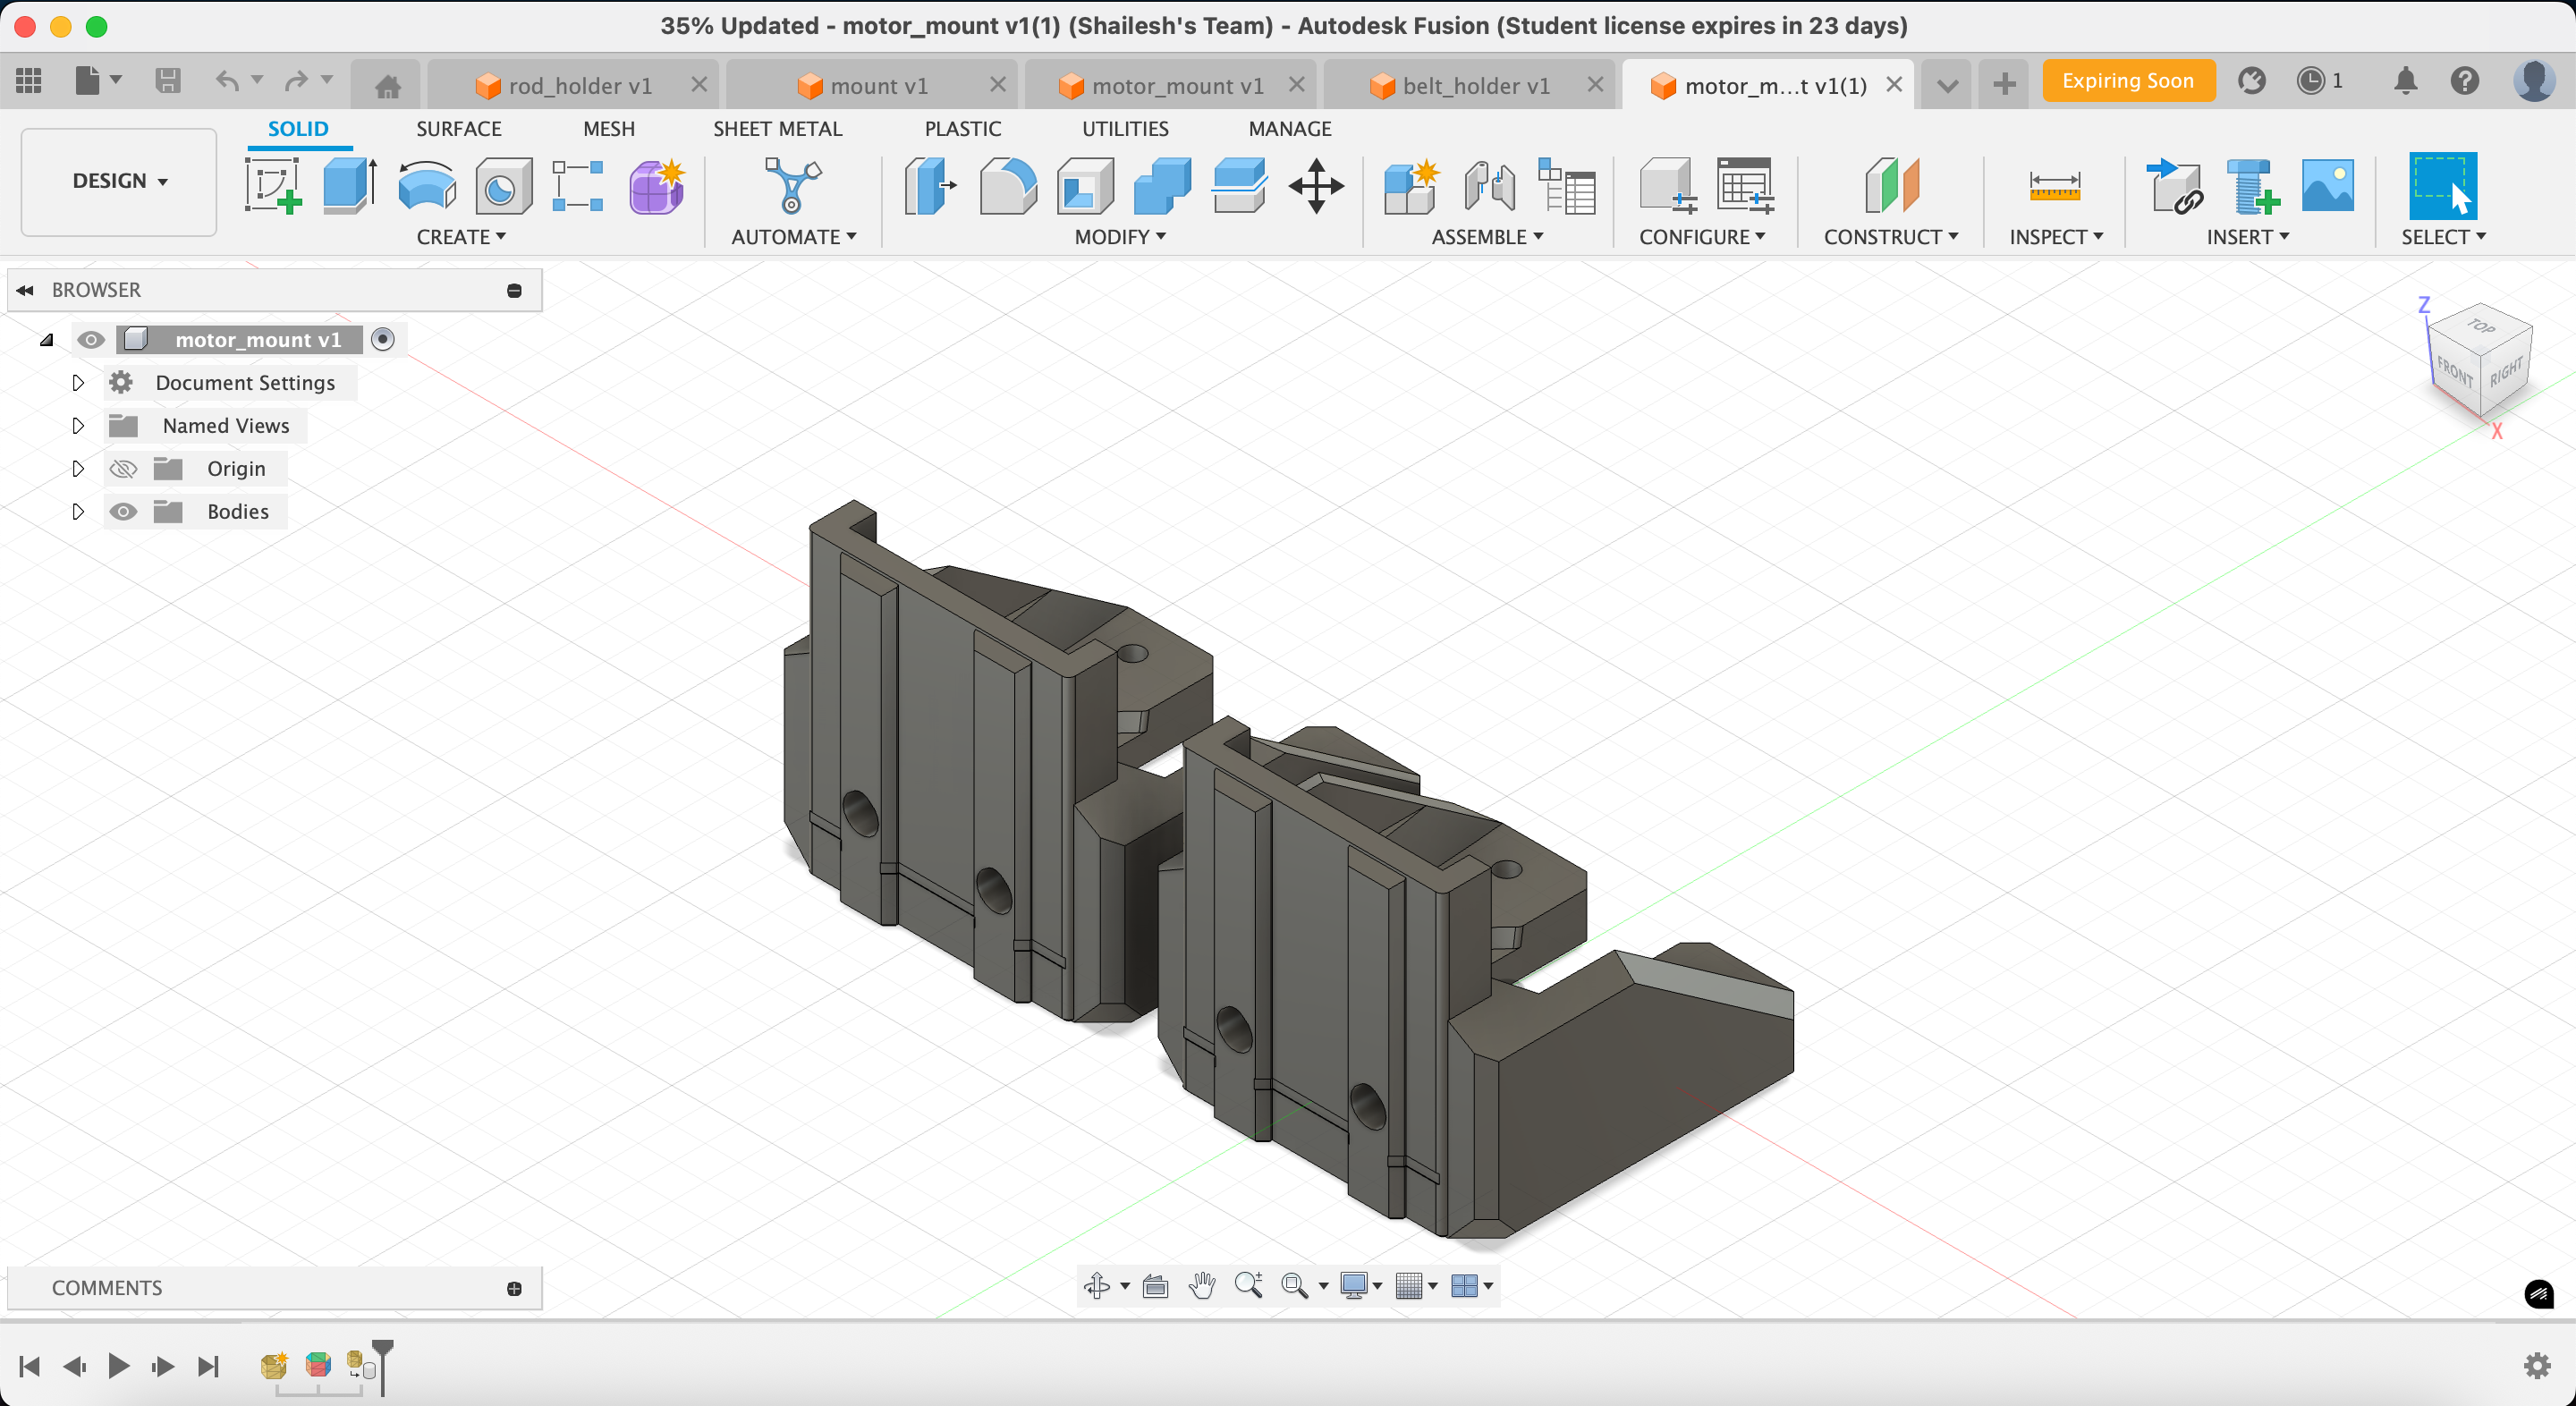 35% Updated - motor_mount v1(1) (Shailesh's Team) - Autodesk Fusion (Student license expires in 23 days)
rod_holder v1 mount v1 motor_mount v1 belt_holder v1 motor_m...t v1(1) Expiring Soon 1
SOLID SURFACE MESH SHEET METAL PLASTIC UTILITIES MANAGE
DESIGN
CREATE AUTOMATE MODIFY ASSEMBLE CONFIGURE CONSTRUCT INSPECT INSERT SELECT
BROWSER
motor_mount v1
Document Settings
Named Views
Origin
Bodies
Z
TOP
FRONT RIGHT
X
COMMENTS